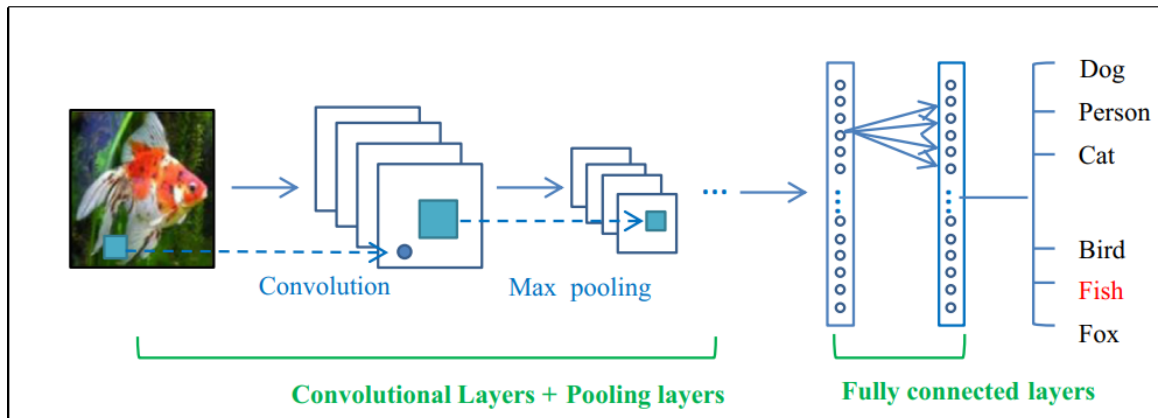 Dog
Person
Cat
Bird
Fish
Fox
Convolution
Max pooling
...
Convolutional Layers + Pooling layers
Fully connected layers